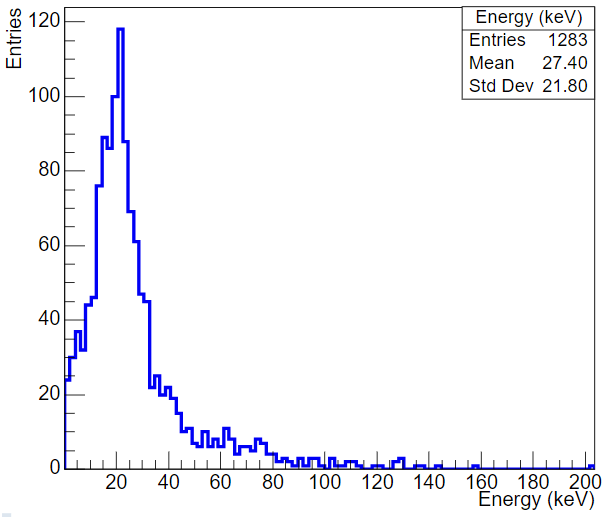 Entries
120
100
80
60
40
20
0
Energy (keV)
Entries 1283
Mean 27.40
Std Dev 21.80
20 40 60 80 100 120 140 160 180 200
Energy (keV)